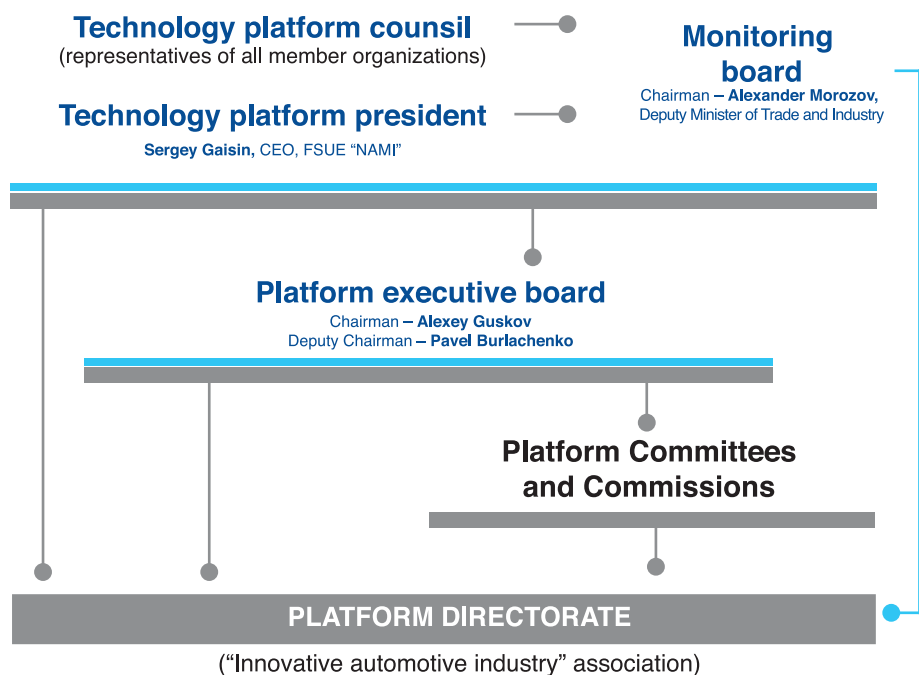 Technology platform counsil
(representatives of all member organizations)
Monitoring
board
Chairman – Alexander Morozov,
Deputy Minister of Trade and Industry
Technology platform president
Sergey Gaisin, CEO, FSUE “NAMI”
Platform executive board
Chairman – Alexey Guskov
Deputy Chairman – Pavel Burlachenko
Platform Committees
and Commissions
PLATFORM DIRECTORATE
(“Innovative automotive industry” association)